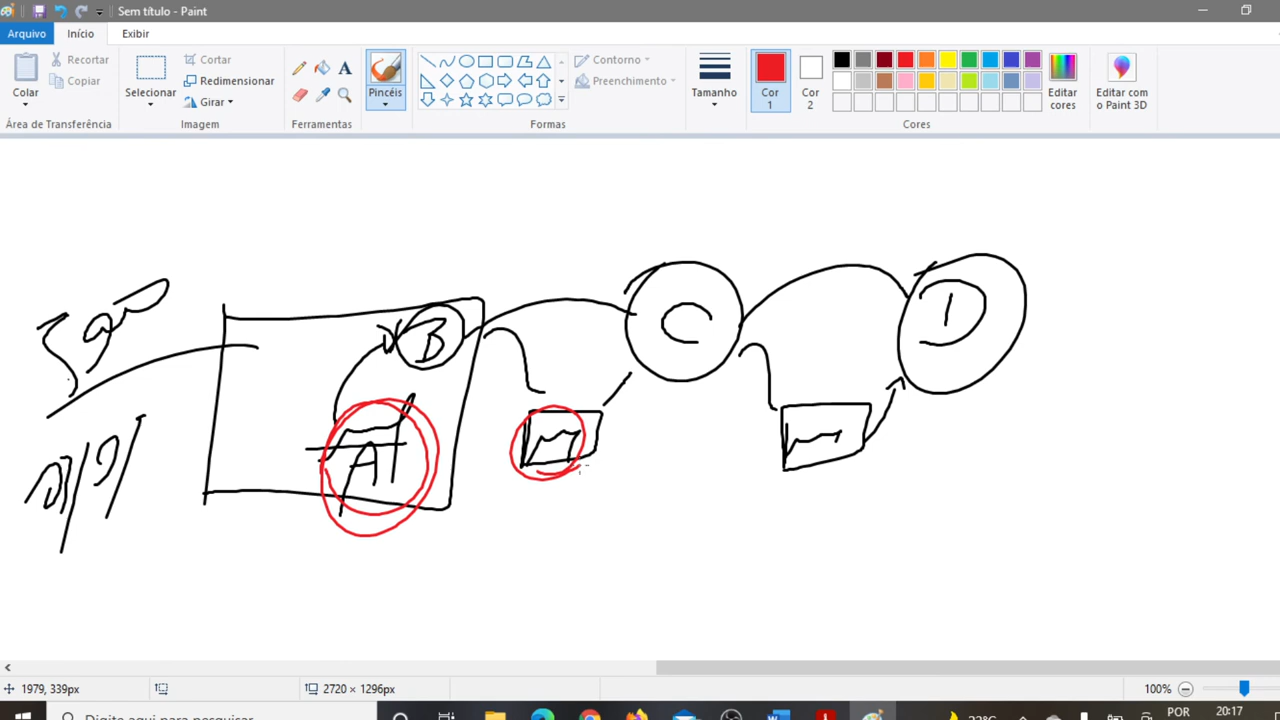 Sem título - Paint
Arquivo Início Exibir
Colar
Recortar
Copiar
Área de Transferência
Selecionar
Cortar
Redimensionar
Girar
Imagem
A
Ferramentas
Pincéis
Contorno
Preenchimento
Formas
Tamanho
Cor 1
Cor 2
Editar cores
Cores
Editar com o Paint 3D
B
C
D
A
M
M
1979, 339px
2720 × 1296px
100%
Digite aqui para pesquisar
W
22°C
POR
20:17